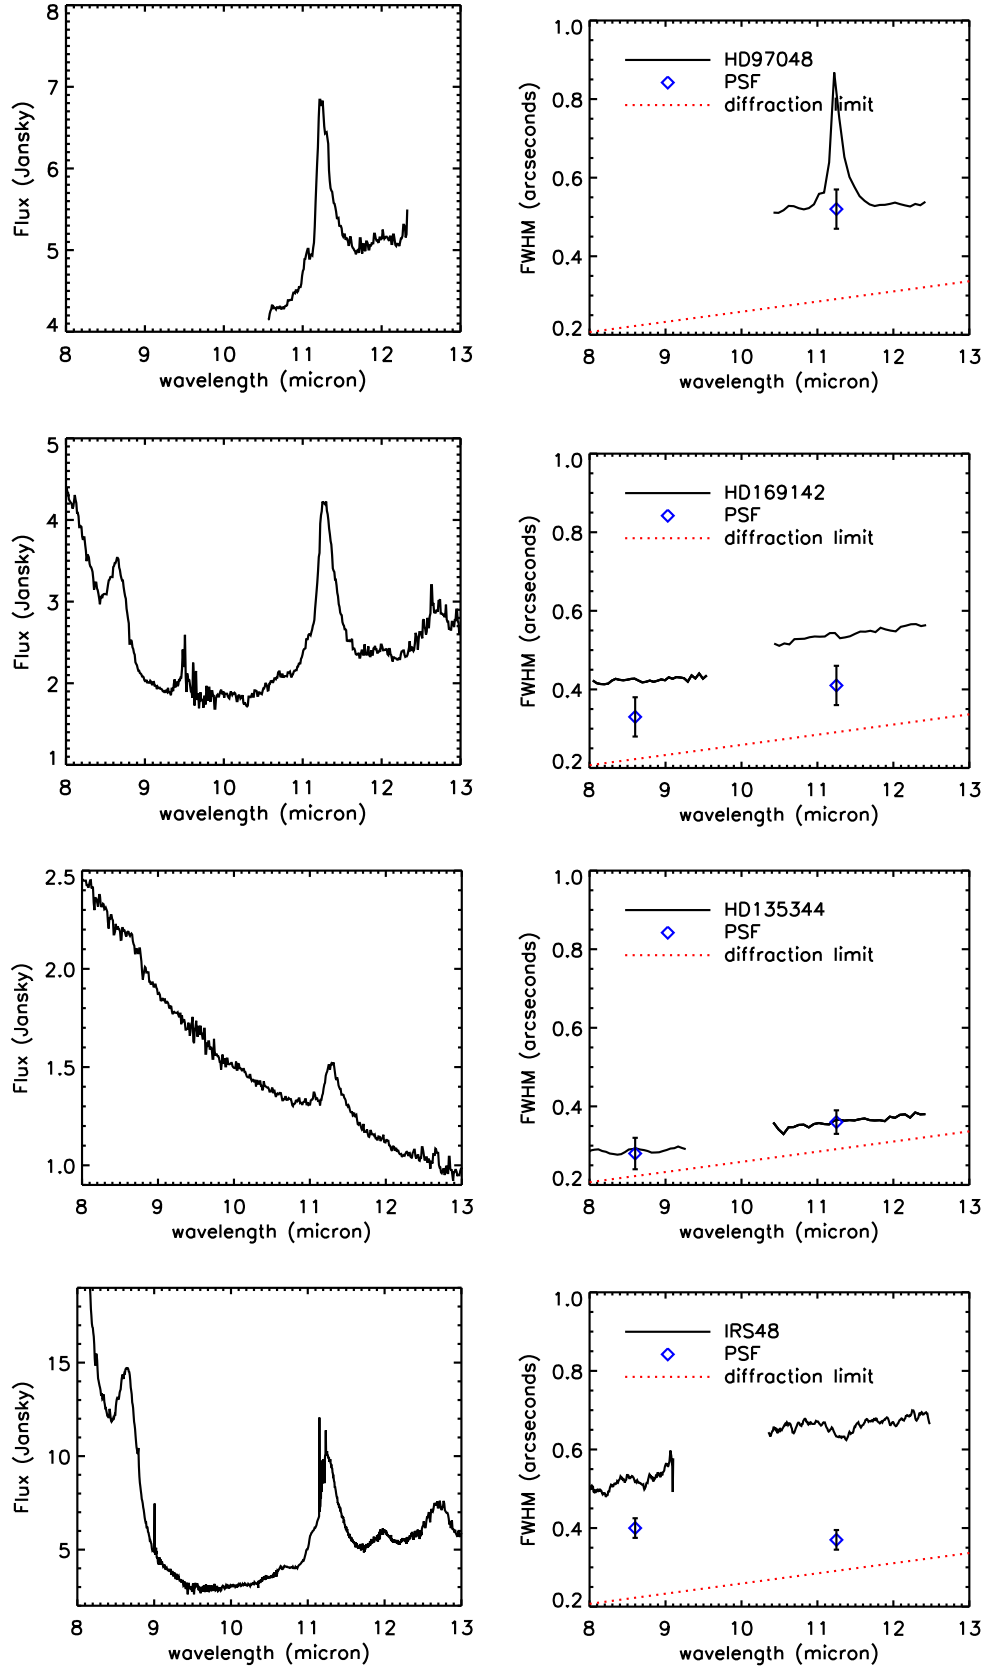 8
7
6
5
4
Flux (Jansky)
8 9 10 11 12 13
wavelength (micron)
1.0
0.8
0.6
0.4
0.2
FWHM (arcseconds)
HD97048
PSF
diffraction limit
8 9 10 11 12 13
wavelength (micron)
5
4
3
2
1
Flux (Jansky)
8 9 10 11 12 13
wavelength (micron)
1.0
0.8
0.6
0.4
0.2
FWHM (arcseconds)
HD169142
PSF
diffraction limit
8 9 10 11 12 13
wavelength (micron)
2.5
2.0
1.5
1.0
Flux (Jansky)
8 9 10 11 12 13
wavelength (micron)
1.0
0.8
0.6
0.4
0.2
FWHM (arcseconds)
HD135344
PSF
diffraction limit
8 9 10 11 12 13
wavelength (micron)
15
10
5
Flux (Jansky)
8 9 10 11 12 13
wavelength (micron)
1.0
0.8
0.6
0.4
0.2
FWHM (arcseconds)
IRS48
PSF
diffraction limit
8 9 10 11 12 13
wavelength (micron)